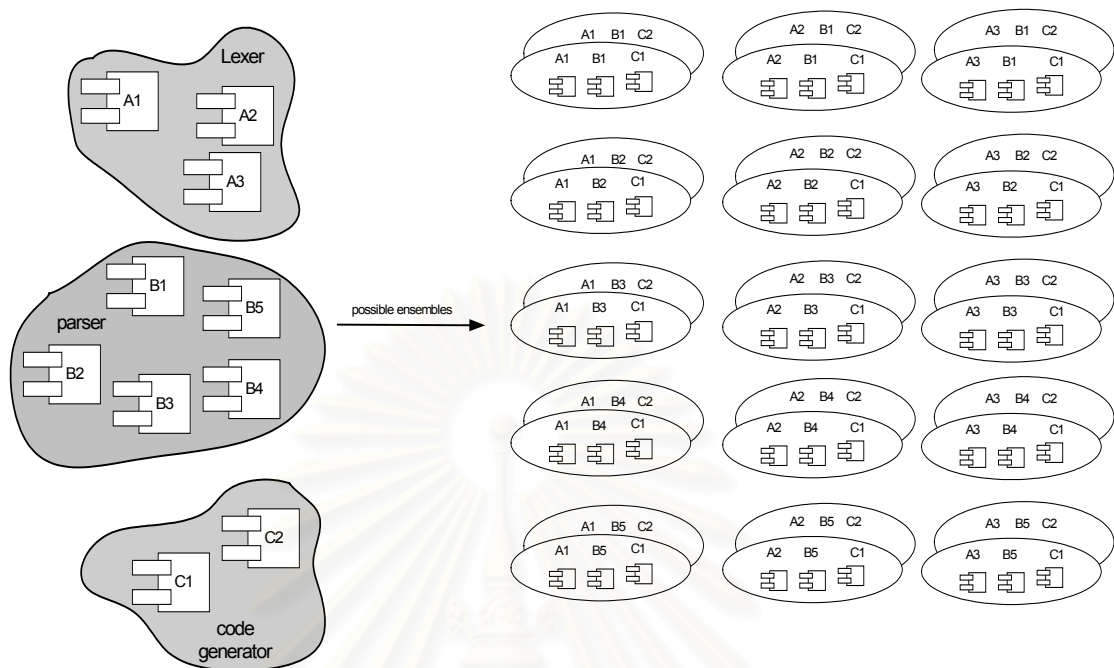 Lexer
A1
A2
A3
parser
B1
B5
B2
B3
B4
code
generator
C2
C1
possible ensembles
A1 B1 C2
A1 B1 C1
A2 B1 C2
A2 B1 C1
A3 B1 C2
A3 B1 C1
A1 B2 C2
A1 B2 C1
A2 B2 C2
A2 B2 C1
A3 B2 C2
A3 B2 C1
A1 B3 C2
A1 B3 C1
A2 B3 C2
A2 B3 C1
A3 B3 C2
A3 B3 C1
A1 B4 C2
A1 B4 C1
A2 B4 C2
A2 B4 C1
A3 B4 C2
A3 B4 C1
A1 B5 C2
A1 B5 C1
A2 B5 C2
A2 B5 C1
A3 B5 C2
A3 B5 C1